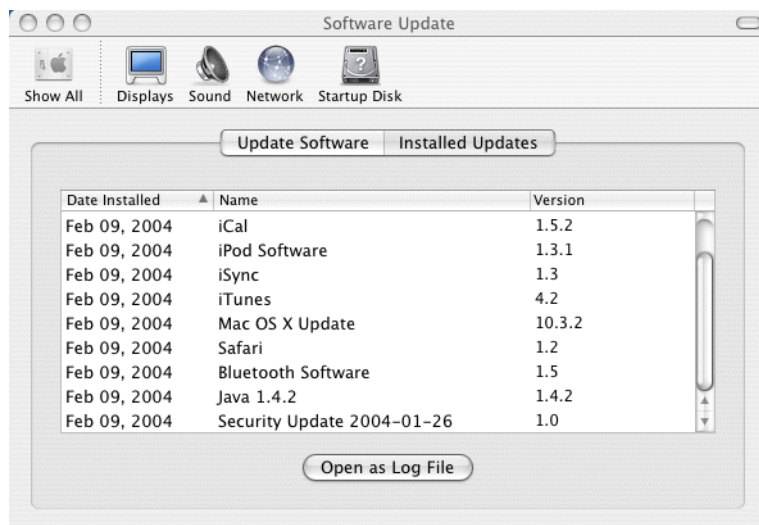 Software Update
Show All Displays Sound Network Startup Disk
Update Software Installed Updates
Date Installed Name Version
Feb 09, 2004 iCal 1.5.2
Feb 09, 2004 iPod Software 1.3.1
Feb 09, 2004 iSync 1.3
Feb 09, 2004 iTunes 4.2
Feb 09, 2004 Mac OS X Update 10.3.2
Feb 09, 2004 Safari 1.2
Feb 09, 2004 Bluetooth Software 1.5
Feb 09, 2004 Java 1.4.2 1.4.2
Feb 09, 2004 Security Update 2004-01-26 1.0
Open as Log File